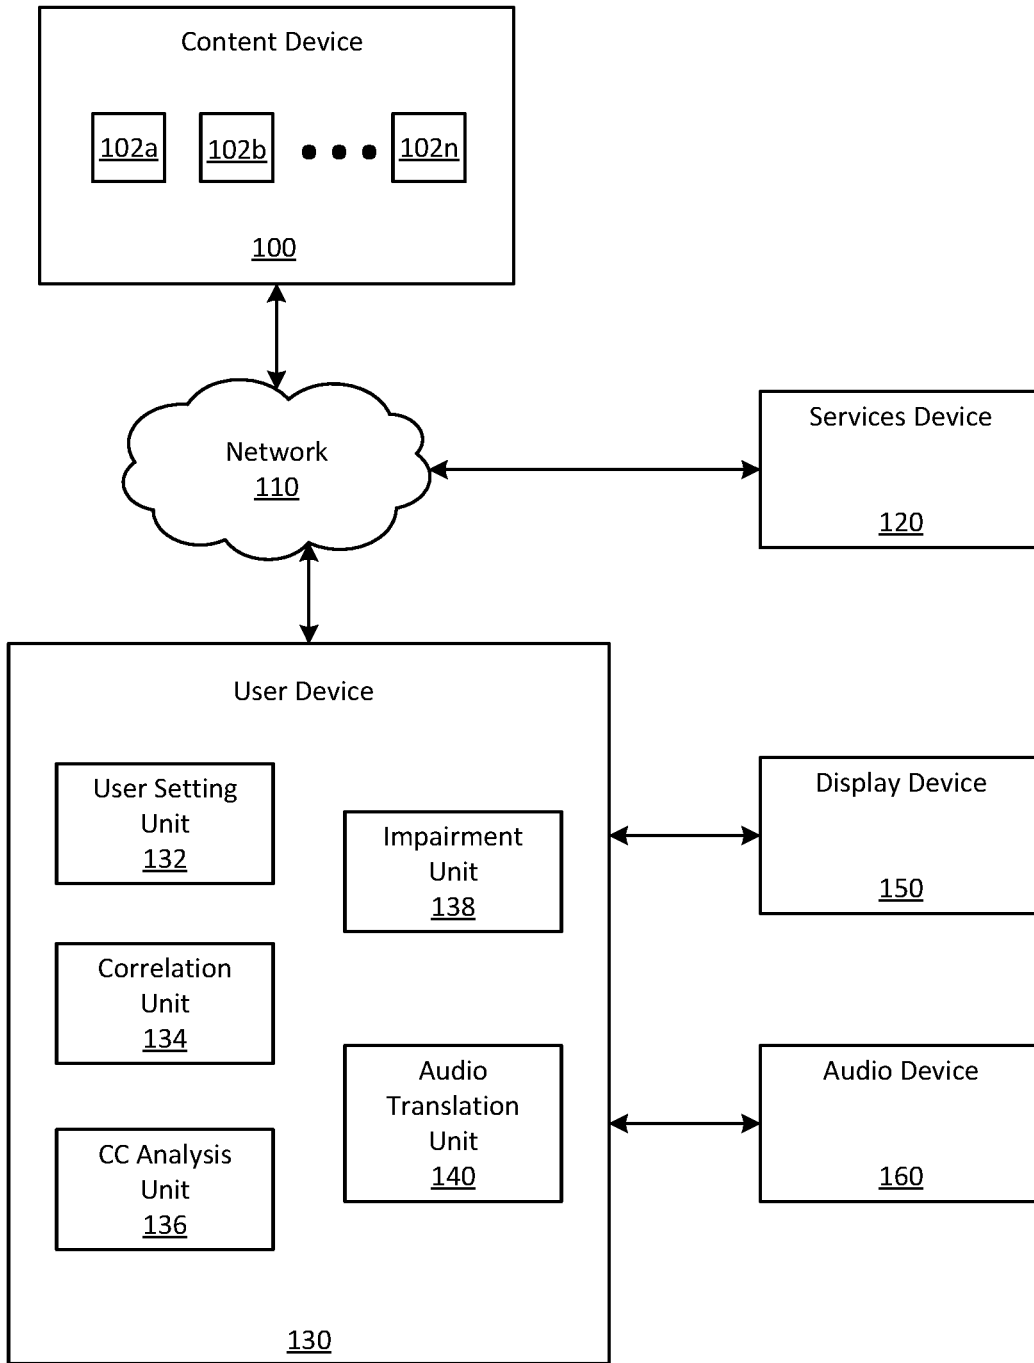 Content Device
102a 102b 102n
100
Network
110
Services Device
120
User Device
User Setting
Unit
132
Impairment
Unit
138
Correlation
Unit
134
Audio
Translation
Unit
140
CC Analysis
Unit
136
130
Display Device
150
Audio Device
160